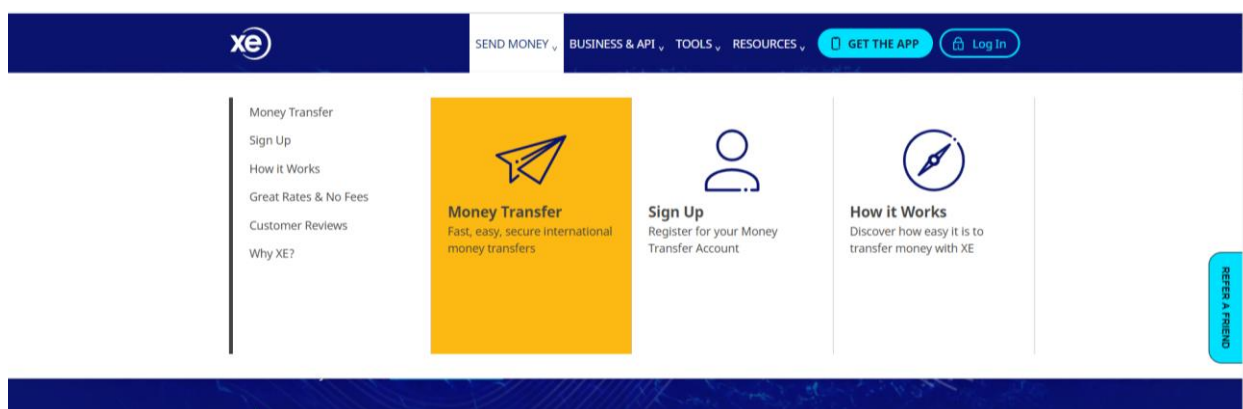 xe
SEND MONEY
BUSINESS & API
TOOLS
RESOURCES
GET THE APP
Log In
Money Transfer
Sign Up
How it Works
Great Rates & No Fees
Customer Reviews
Why XE?
Money Transfer
Fast, easy, secure international
money transfers
Sign Up
Register for your Money
Transfer Account
How it Works
Discover how easy it is to
transfer money with XE
REFER A FRIEND